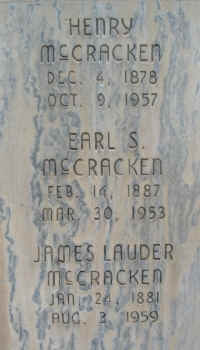 HENRY
McCRACKEN
DEC. 4, 1878
OCT. 9, 1957
EARL S.
McCRACKEN
FEB. 14, 1887
MAR. 30, 1953
JAMES LAUDER
McCRACKEN
JAN. 24, 1881
AUG. 3, 1959